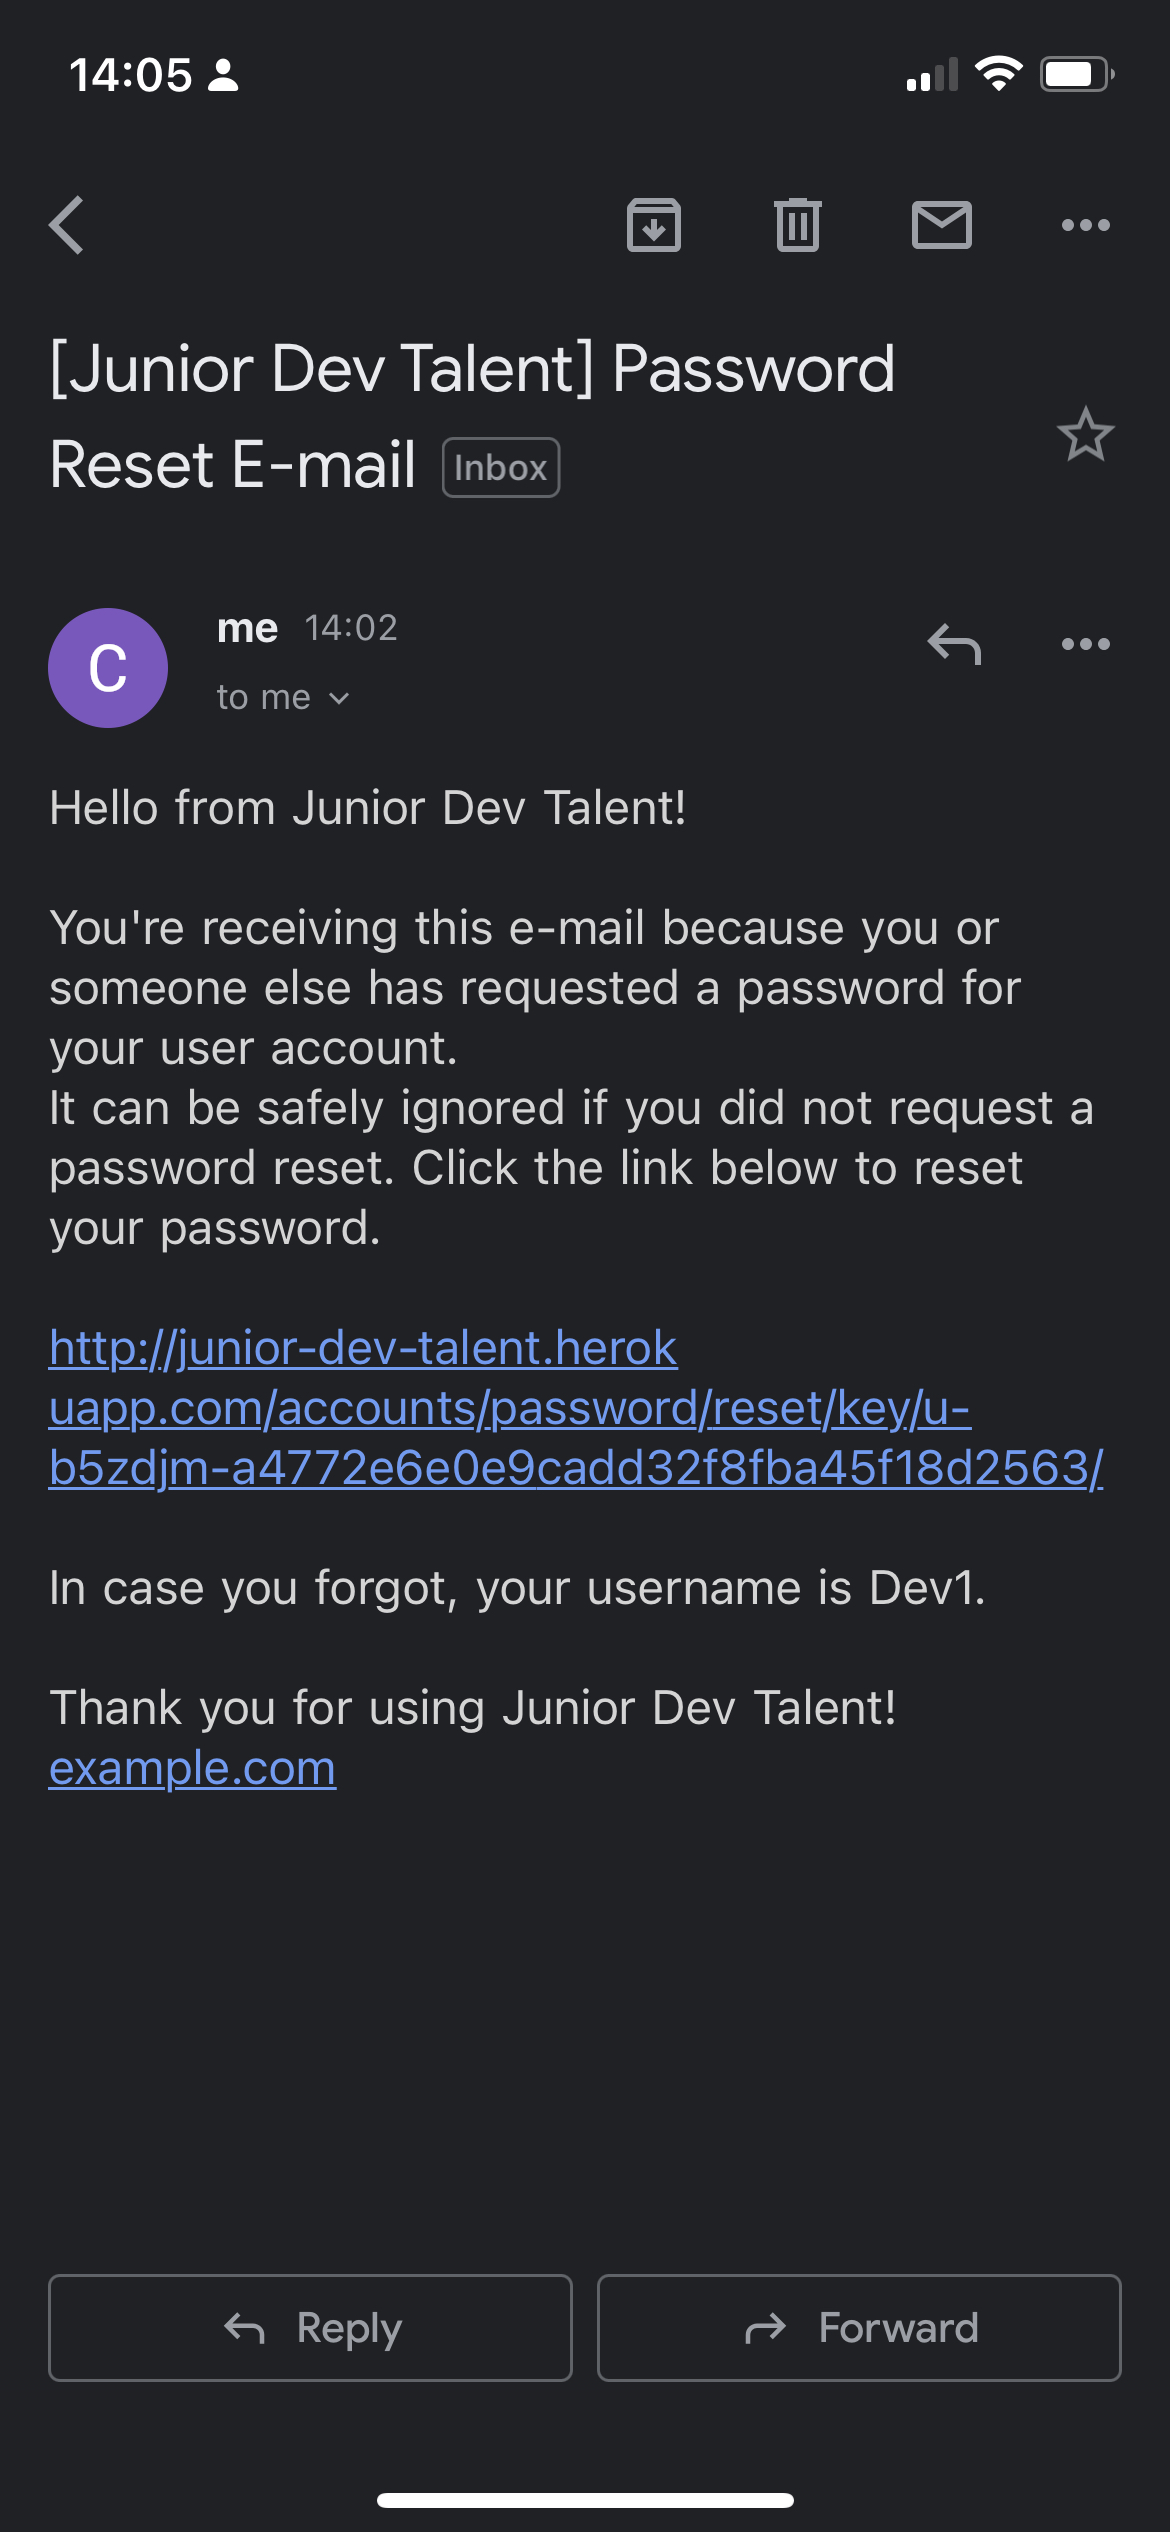 14:05
[Junior Dev Talent] Password
Reset E-mail Inbox
C
me 14:02
to me
Hello from Junior Dev Talent!
You're receiving this e-mail because you or
someone else has requested a password for
your user account.
It can be safely ignored if you did not request a
password reset. Click the link below to reset
your password.
http://junior-dev-talent.herok
uapp.com/accounts/password/reset/key/u-
b5zdjm-a4772e6e0e9cadd32f8fba45f18d2563/
In case you forgot, your username is Dev1.
Thank you for using Junior Dev Talent!
example.com
Reply
Forward